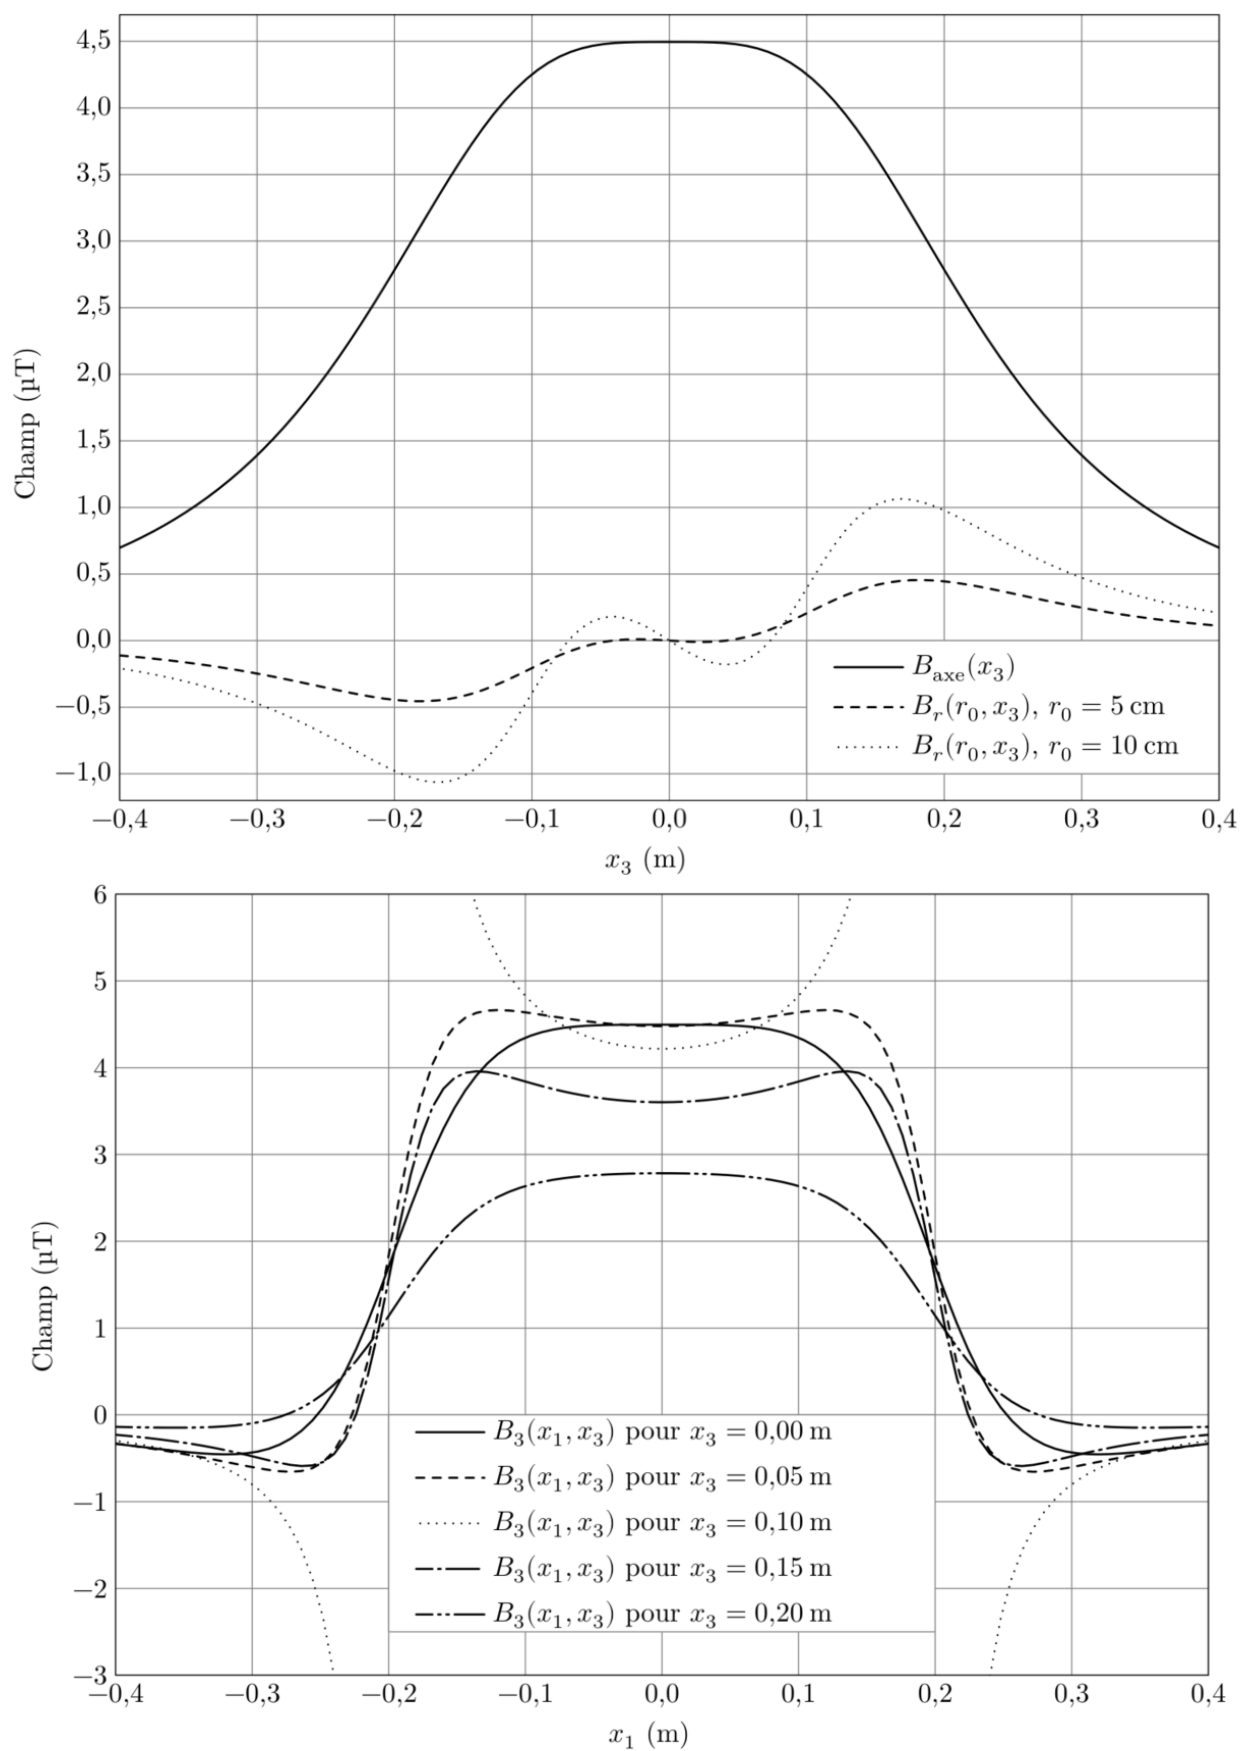 4,5
4,0
3,5
3,0
2,5
2,0
1,5
1,0
0,5
0,0
−0,5
−1,0
Champ (µT)
B_axe(x_3)
B_r(r_0, x_3), r_0 = 5 cm
B_r(r_0, x_3), r_0 = 10 cm
−0,4 −0,3 −0,2 −0,1 0,0 0,1 0,2 0,3 0,4
x_3 (m)
6
5
4
3
2
1
0
−1
−2
−3
Champ (µT)
B_3(x_1, x_3) pour x_3 = 0,00 m
B_3(x_1, x_3) pour x_3 = 0,05 m
B_3(x_1, x_3) pour x_3 = 0,10 m
B_3(x_1, x_3) pour x_3 = 0,15 m
B_3(x_1, x_3) pour x_3 = 0,20 m
−0,4 −0,3 −0,2 −0,1 0,0 0,1 0,2 0,3 0,4
x_1 (m)